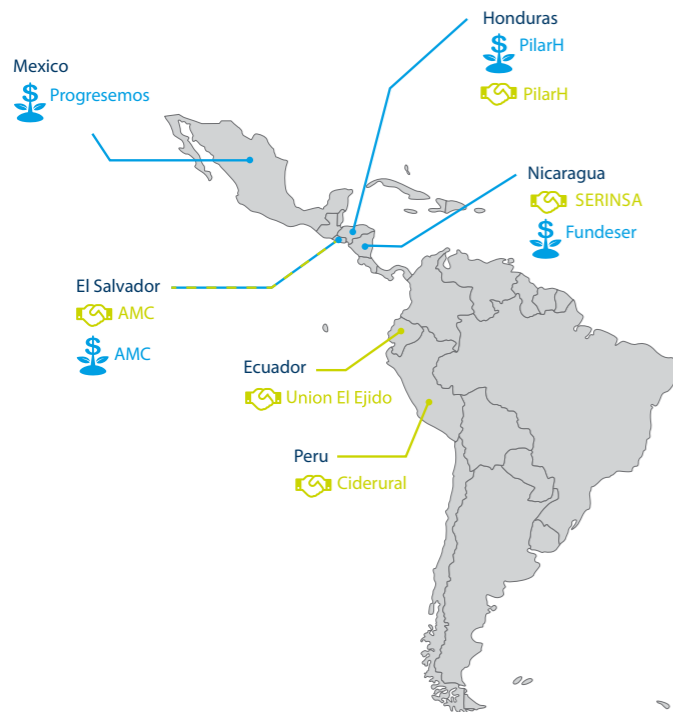 Honduras
PilarH
PilarH
Mexico
Progresemos
Nicaragua
SERINSA
Fundeser
El Salvador
AMC
AMC
Ecuador
Union El Ejido
Peru
Ciderural